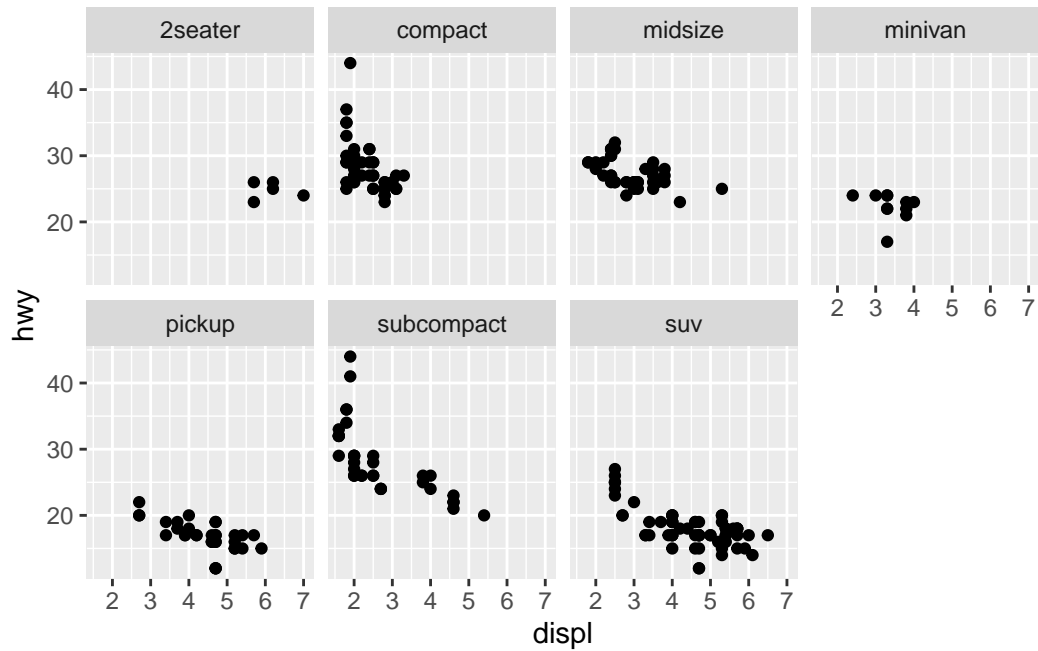 2seater compact midsize minivan
40
30
20
2 3 4 5 6 7
pickup subcompact suv
40
30
20
2 3 4 5 6 7 2 3 4 5 6 7 2 3 4 5 6 7
displ
hwy